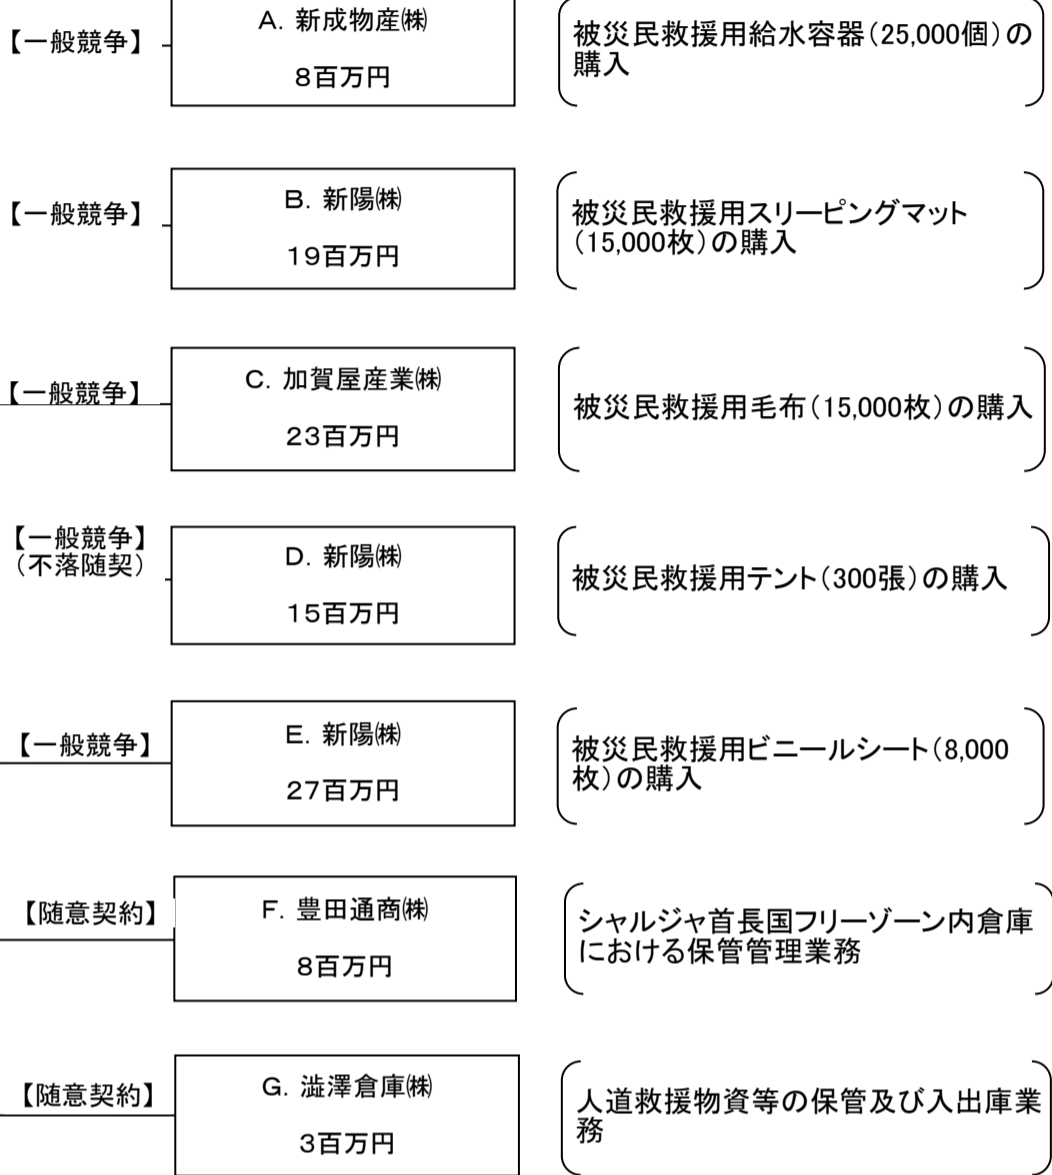 【一般競争】
A. 新成物産㈱
8百万円
被災民救援用給水容器（25,000個）の
購入
【一般競争】
B. 新陽㈱
19百万円
被災民救援用スリーピングマット
（15,000枚）の購入
【一般競争】
C. 加賀屋産業㈱
23百万円
被災民救援用毛布（15,000枚）の購入
【一般競争】
（不落随契）
D. 新陽㈱
15百万円
被災民救援用テント（300張）の購入
【一般競争】
E. 新陽㈱
27百万円
被災民救援用ビニールシート（8,000
枚）の購入
【随意契約】
F. 豊田通商㈱
8百万円
シャルジャ首長国フリーゾーン内倉庫
における保管管理業務
【随意契約】
G. 澁澤倉庫㈱
3百万円
人道救援物資等の保管及び入出庫業
務